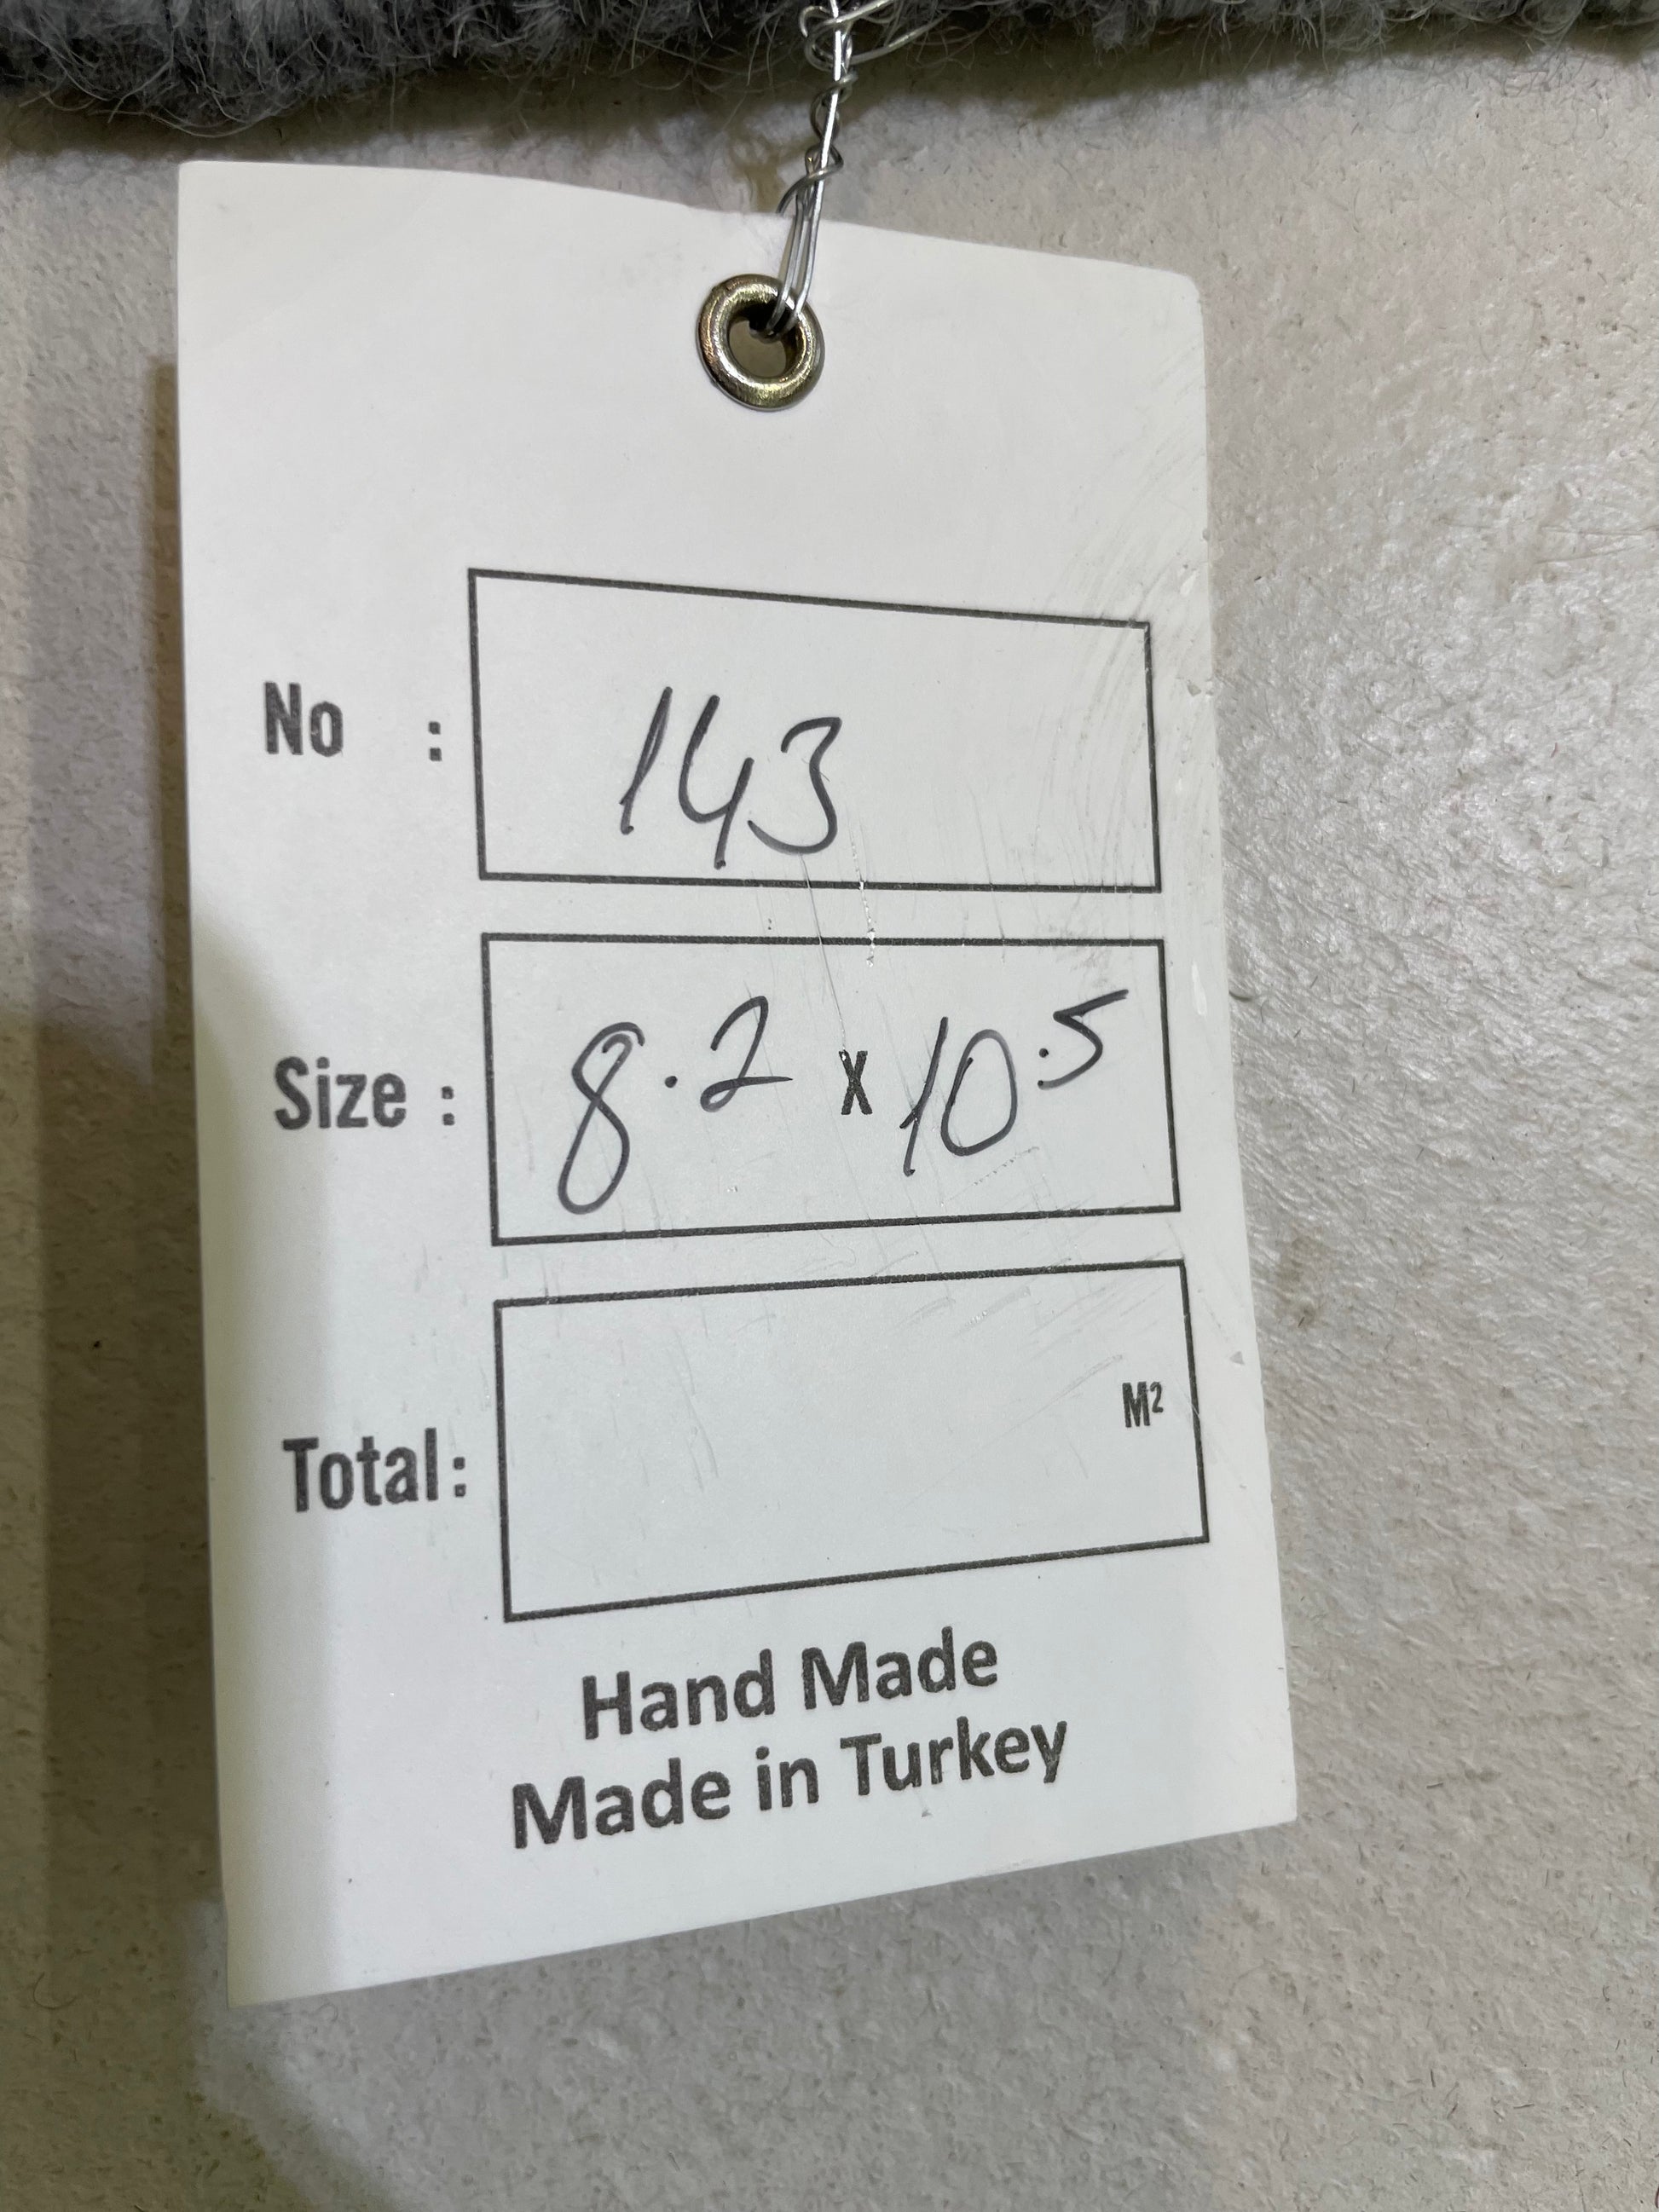 No : 143
Size : 8.2 x 10.5
Total : M²
Hand Made
Made in Turkey